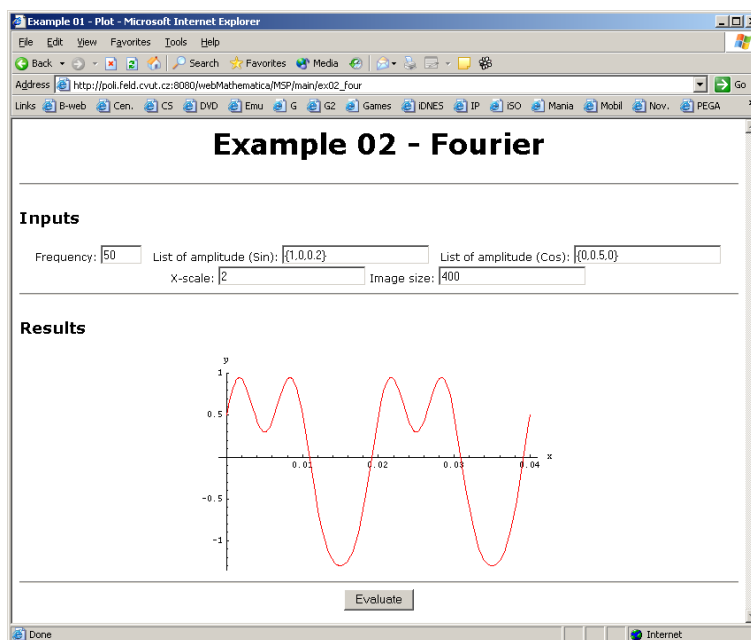 Example 01 - Plot - Microsoft Internet Explorer
File Edit View Favorites Tools Help
Back Search Favorites Media
Address http://poli.feld.cvut.cz:8080/webMathematica/MSP/main/ex02_four Go
Links B-web Cen. CS DVD Emu G G2 Games iDNES IP iSO Mania Mobil Nov. PEGA »
Example 02 - Fourier
Inputs
Frequency: 50 List of amplitude (Sin): {1,0,0.2} List of amplitude (Cos): {0,0.5,0}
X-scale: 2 Image size: 400
Results
y
1
0.5
0.01 0.02 0.03 0.04 x
-0.5
-1
Evaluate
Done Internet